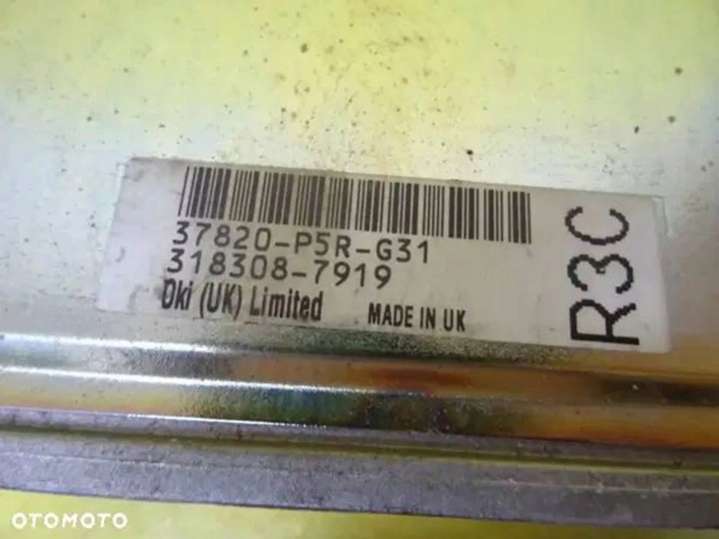 37820-P5R-G31
318308-7919
Dki (UK) Limited MADE IN UK
R3C
OTOMOTO